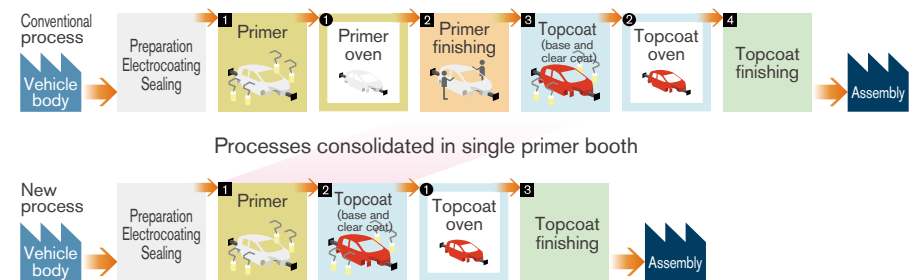 Conventional
process
Vehicle
body
Preparation
Electrocoating
Sealing
1
Primer
1
Primer
oven
2
Primer
finishing
3
Topcoat
(base and
clear coat)
2
Topcoat
oven
4
Topcoat
finishing
Assembly
Processes consolidated in single primer booth
New
process
Vehicle
body
Preparation
Electrocoating
Sealing
1
Primer
2
Topcoat
(base and
clear coat)
1
Topcoat
oven
3
Topcoat
finishing
Assembly